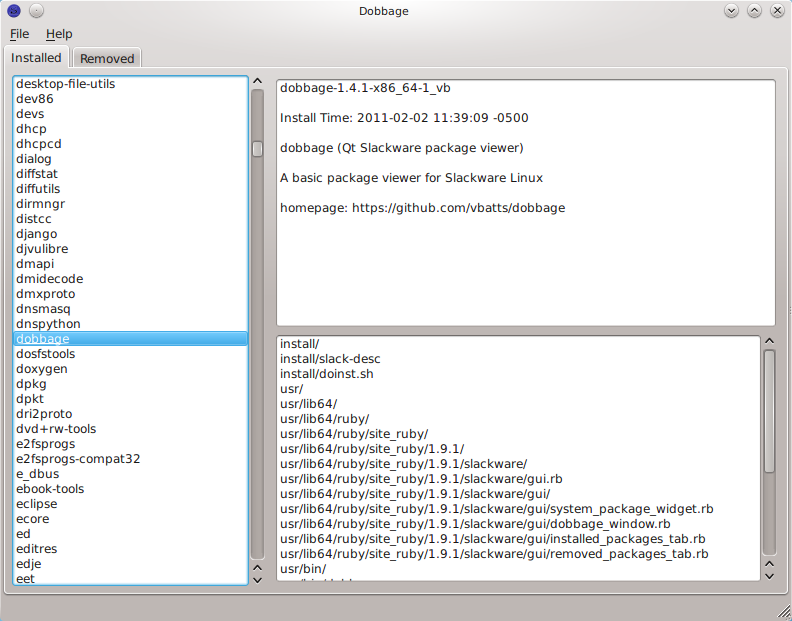 Dobbage
File Help
Installed Removed
desktop-file-utils
dev86
devs
dhcp
dhcpcd
dialog
diffstat
diffutils
dirmngr
distcc
django
djvulibre
dmapi
dmidecode
dmxproto
dnsmasq
dnspython
dobbage
dosfstools
doxygen
dpkg
dpkt
dri2proto
dvd+rw-tools
e2fsprogs
e2fsprogs-compat32
e_dbus
ebook-tools
eclipse
ecore
ed
editres
edje
eet
dobbage-1.4.1-x86_64-1_vb
Install Time: 2011-02-02 11:39:09 -0500
dobbage (Qt Slackware package viewer)
A basic package viewer for Slackware Linux
homepage: https://github.com/vbatts/dobbage
install/
install/slack-desc
install/doinst.sh
usr/
usr/lib64/
usr/lib64/ruby/
usr/lib64/ruby/site_ruby/
usr/lib64/ruby/site_ruby/1.9.1/
usr/lib64/ruby/site_ruby/1.9.1/slackware/
usr/lib64/ruby/site_ruby/1.9.1/slackware/gui.rb
usr/lib64/ruby/site_ruby/1.9.1/slackware/gui/
usr/lib64/ruby/site_ruby/1.9.1/slackware/gui/system_package_widget.rb
usr/lib64/ruby/site_ruby/1.9.1/slackware/gui/dobbage_window.rb
usr/lib64/ruby/site_ruby/1.9.1/slackware/gui/installed_packages_tab.rb
usr/lib64/ruby/site_ruby/1.9.1/slackware/gui/removed_packages_tab.rb
usr/bin/